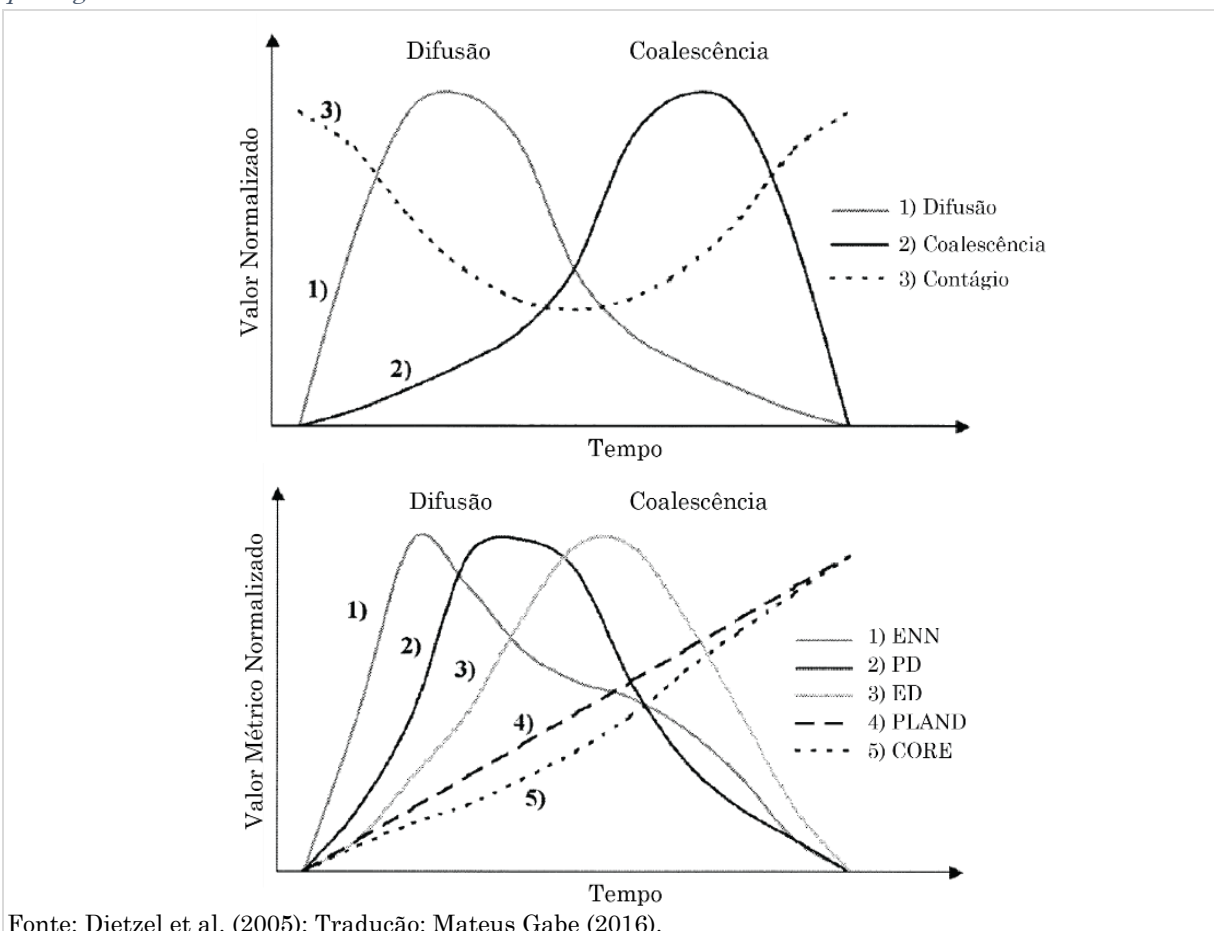 Difusão Coalescência
Valor Normalizado
3)
1)
2)
1) Difusão
2) Coalescência
3) Contágio
Tempo
Difusão Coalescência
Valor Métrico Normalizado
1)
2)
3)
4)
5)
1) ENN
2) PD
3) ED
4) PLAND
5) CORE
Tempo
Fonte: Dietzel et al. (2005); Tradução: Mateus Gabe (2016).